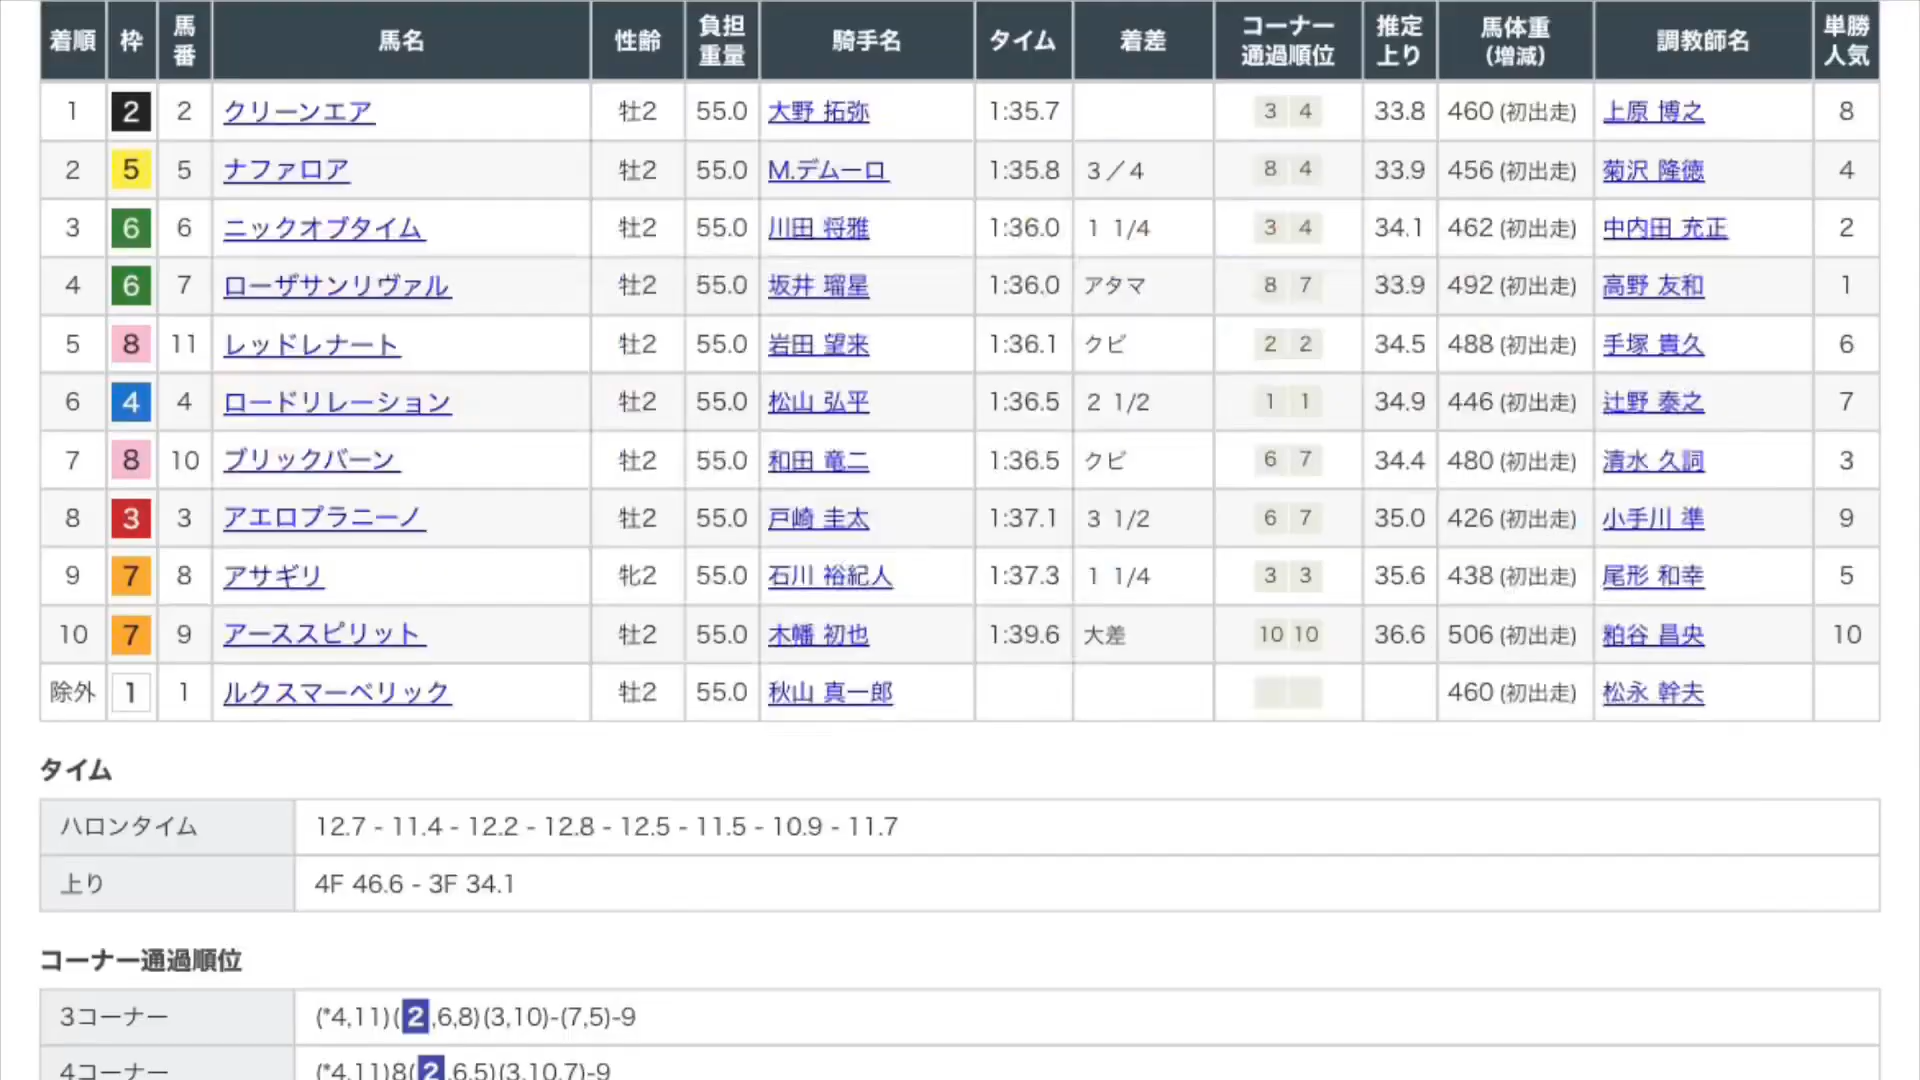 着順 枠 馬番 馬名 性齢 負担重量 騎手名 タイム 着差 コーナー通過順位 推定上り 馬体重(増減) 調教師名 単勝人気
1 2 2 クリーンエア 牡2 55.0 大野 拓弥 1:35.7 3 4 33.8 460 (初出走) 上原 博之 8
2 5 5 ナファロア 牡2 55.0 M.デムーロ 1:35.8 3／4 8 4 33.9 456 (初出走) 菊沢 隆徳 4
3 6 6 ニックオブタイム 牡2 55.0 川田 将雅 1:36.0 1 1/4 3 4 34.1 462 (初出走) 中内田 充正 2
4 6 7 ローザサンリヴァル 牡2 55.0 坂井 瑠星 1:36.0 アタマ 8 7 33.9 492 (初出走) 高野 友和 1
5 8 11 レッドレナート 牡2 55.0 岩田 望来 1:36.1 クビ 2 2 34.5 488 (初出走) 手塚 貴久 6
6 4 4 ロードリレーション 牡2 55.0 松山 弘平 1:36.5 2 1/2 1 1 34.9 446 (初出走) 辻野 泰之 7
7 8 10 ブリックバーン 牡2 55.0 和田 竜二 1:36.5 クビ 6 7 34.4 480 (初出走) 清水 久詞 3
8 3 3 アエロプラニーノ 牡2 55.0 戸崎 圭太 1:37.1 3 1/2 6 7 35.0 426 (初出走) 小手川 準 9
9 7 8 アサギリ 牝2 55.0 石川 裕紀人 1:37.3 1 1/4 3 3 35.6 438 (初出走) 尾形 和幸 5
10 7 9 アーススピリット 牡2 55.0 木幡 初也 1:39.6 大差 10 10 36.6 506 (初出走) 粕谷 昌央 10
除外 1 1 ルクスマーベリック 牡2 55.0 秋山 真一郎 460 (初出走) 松永 幹夫
タイム
ハロンタイム 12.7 - 11.4 - 12.2 - 12.8 - 12.5 - 11.5 - 10.9 - 11.7
上り 4F 46.6 - 3F 34.1
コーナー通過順位
3コーナー (*4,11)(2,6,8)(3,10)-(7,5)-9
4コーナー (*4,11)8(2,6,5)(3,10,7)-9